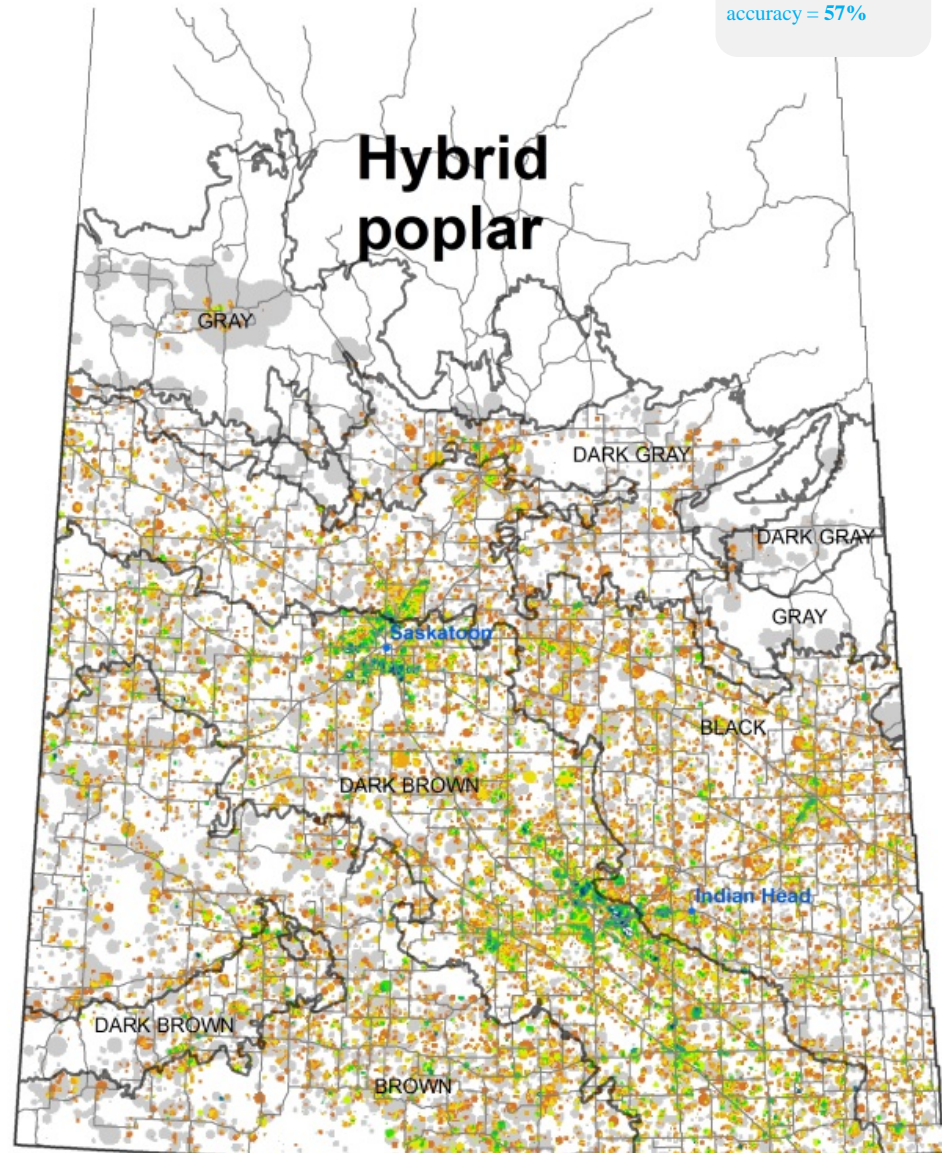 accuracy = 57%
Hybrid
poplar
GRAY
DARK GRAY
DARK GRAY
GRAY
Saskatoon
BLACK
DARK BROWN
Indian Head
DARK BROWN
BROWN